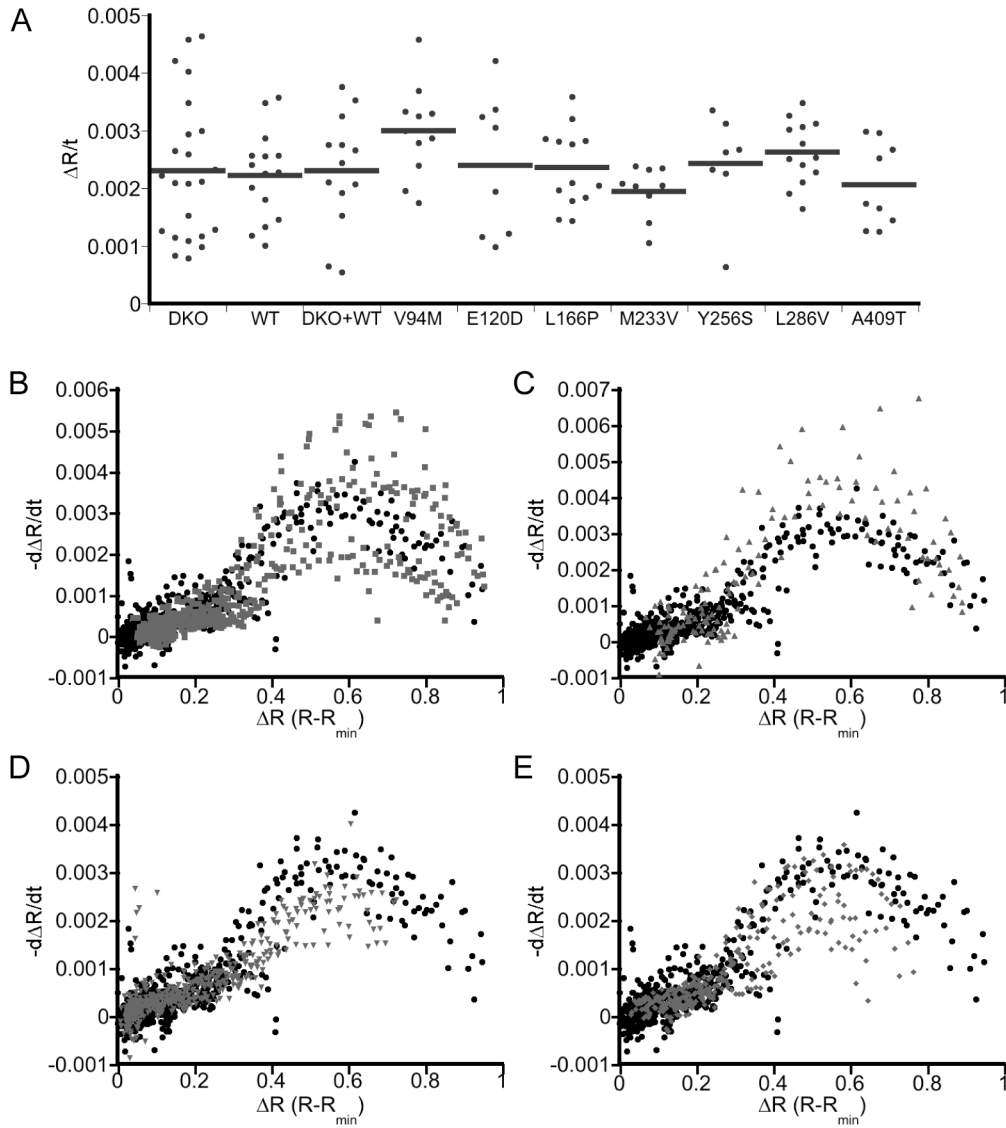 A
ΔR/t
0.005
0.004
0.003
0.002
0.001
0
DKO WT DKO+WT V94M E120D L166P M233V Y256S L286V A409T
B
-dΔR/dt
0.006
0.005
0.004
0.003
0.002
0.001
0
-0.001
0 0.2 0.4 0.6 0.8 1
ΔR (R-Rmin)
C
-dΔR/dt
0.007
0.006
0.005
0.004
0.003
0.002
0.001
0
-0.001
0 0.2 0.4 0.6 0.8 1
ΔR (R-Rmin)
D
-dΔR/dt
0.005
0.004
0.003
0.002
0.001
0
-0.001
0 0.2 0.4 0.6 0.8 1
ΔR (R-Rmin)
E
-dΔR/dt
0.005
0.004
0.003
0.002
0.001
0
-0.001
0 0.2 0.4 0.6 0.8 1
ΔR (R-Rmin)